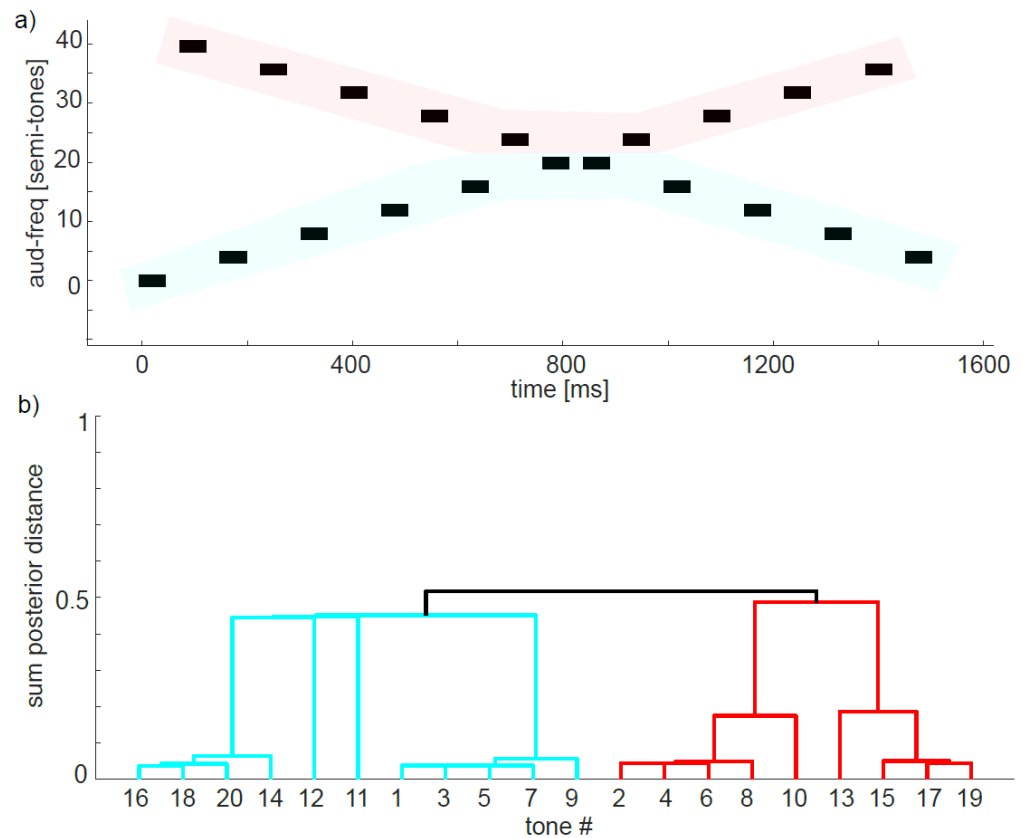 a)
aud-freq [semi-tones]
40
30
20
10
0
0 400 800 1200 1600
time [ms]
b)
sum posterior distance
1
0.5
0
16 18 20 14 12 11 1 3 5 7 9 2 4 6 8 10 13 15 17 19
tone #